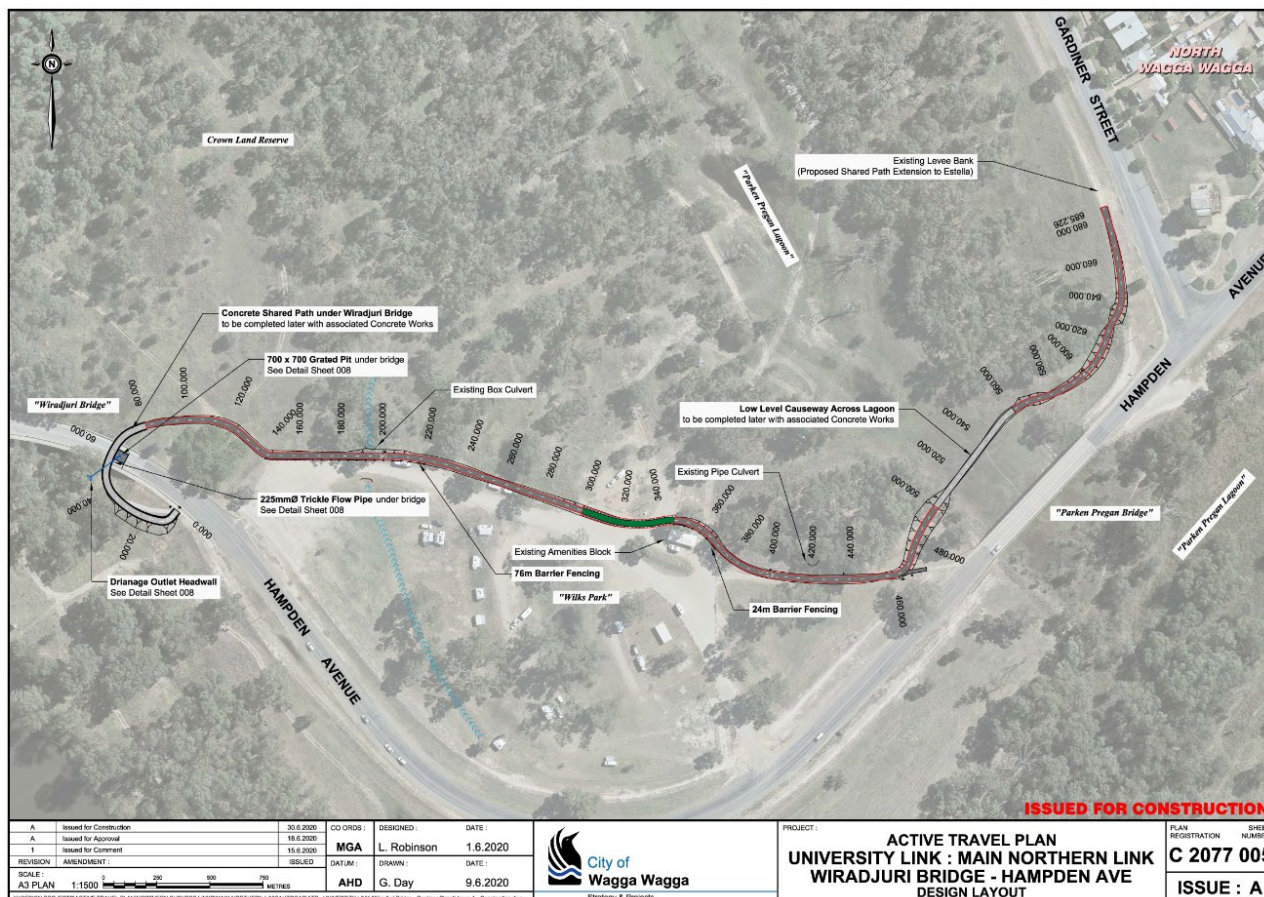 N
Crown Land Reserve
GARDINER STREET
NORTH
WAGGA WAGGA
Existing Levee Bank
(Proposed Shared Path Extension to Estella)
"Parken Pregan Lagoon"
685.226
680.000
660.000
640.000
620.000
600.000
580.000
560.000
540.000
520.000
500.000
480.000
460.000
HAMPDEN AVENUE
Concrete Shared Path under Wiradjuri Bridge
to be completed later with associated Concrete Works
700 x 700 Grated Pit under bridge
See Detail Sheet 008
"Wiradjuri Bridge"
60.000
80.000
100.000
120.000
140.000
160.000
180.000
200.000
220.000
240.000
260.000
280.000
300.000
320.000
340.000
360.000
380.000
400.000
420.000
440.000
Existing Box Culvert
Low Level Causeway Across Lagoon
to be completed later with associated Concrete Works
Existing Pipe Culvert
225mmØ Trickle Flow Pipe under bridge
See Detail Sheet 008
40.000
20.000
0.000
Existing Amenities Block
76m Barrier Fencing
"Wilks Park"
24m Barrier Fencing
"Parken Pregan Bridge"
"Parken Pregan Lagoon"
Drianage Outlet Headwall
See Detail Sheet 008
HAMPDEN AVENUE
ISSUED FOR CONSTRUCTION
A Issued for Construction 30.6.2020
A Issued for Approval 18.6.2020
1 Issued for Comment 15.6.2020
REVISION AMENDMENT : ISSUED
SCALE :
A3 PLAN 1:1500 0 250 500 750 METRES
CO ORDS :
MGA
DATUM :
AHD
DESIGNED : DATE :
L. Robinson 1.6.2020
DRAWN : DATE :
G. Day 9.6.2020
City of
Wagga Wagga
Strategy & Projects
PROJECT :
ACTIVE TRAVEL PLAN
UNIVERSITY LINK : MAIN NORTHERN LINK
WIRADJURI BRIDGE - HAMPDEN AVE
DESIGN LAYOUT
PLAN
REGISTRATION
C 2077 005
ISSUE : A